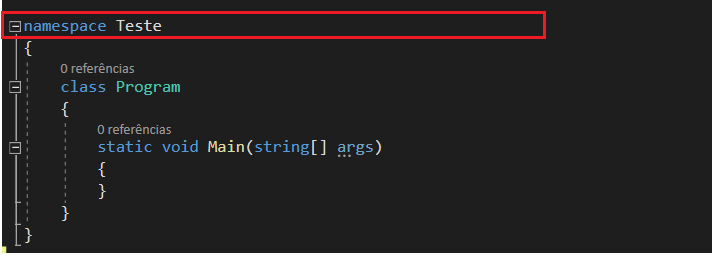 namespace Teste
{
0 referências
class Program
{
0 referências
static void Main(string[] args)
{
}
}
}